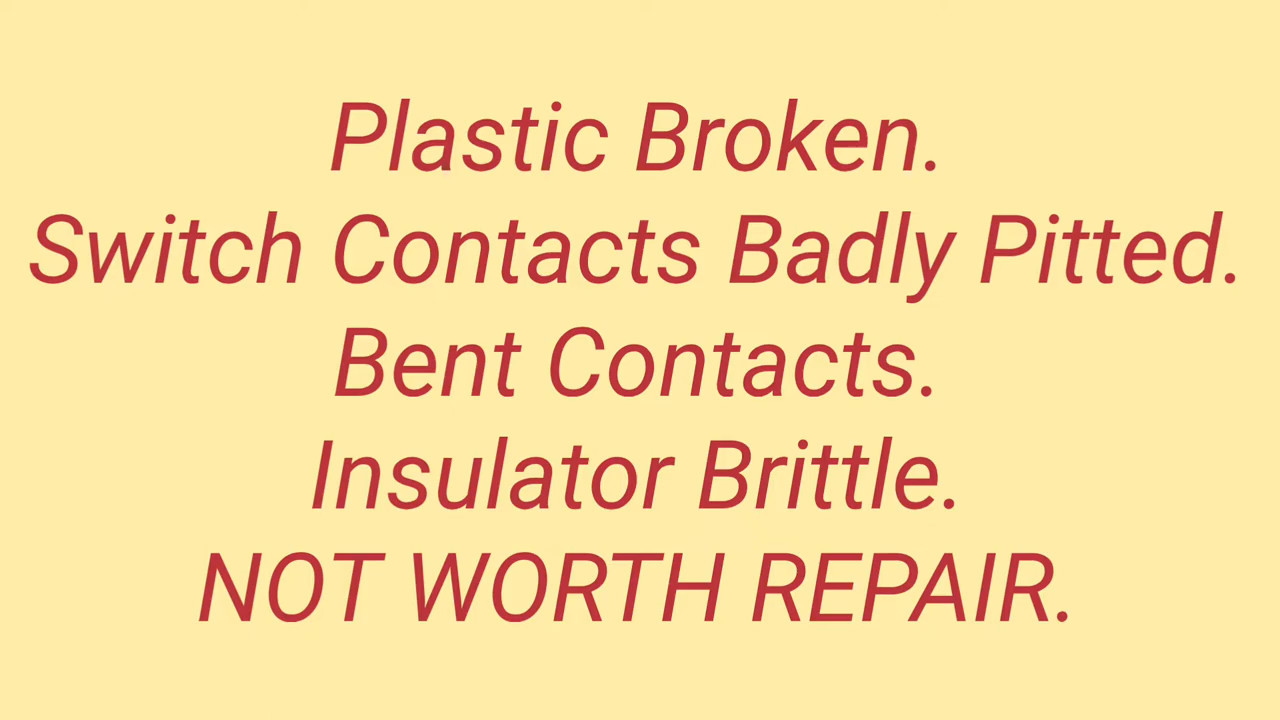 Plastic Broken.
Switch Contacts Badly Pitted.
Bent Contacts.
Insulator Brittle.
NOT WORTH REPAIR.